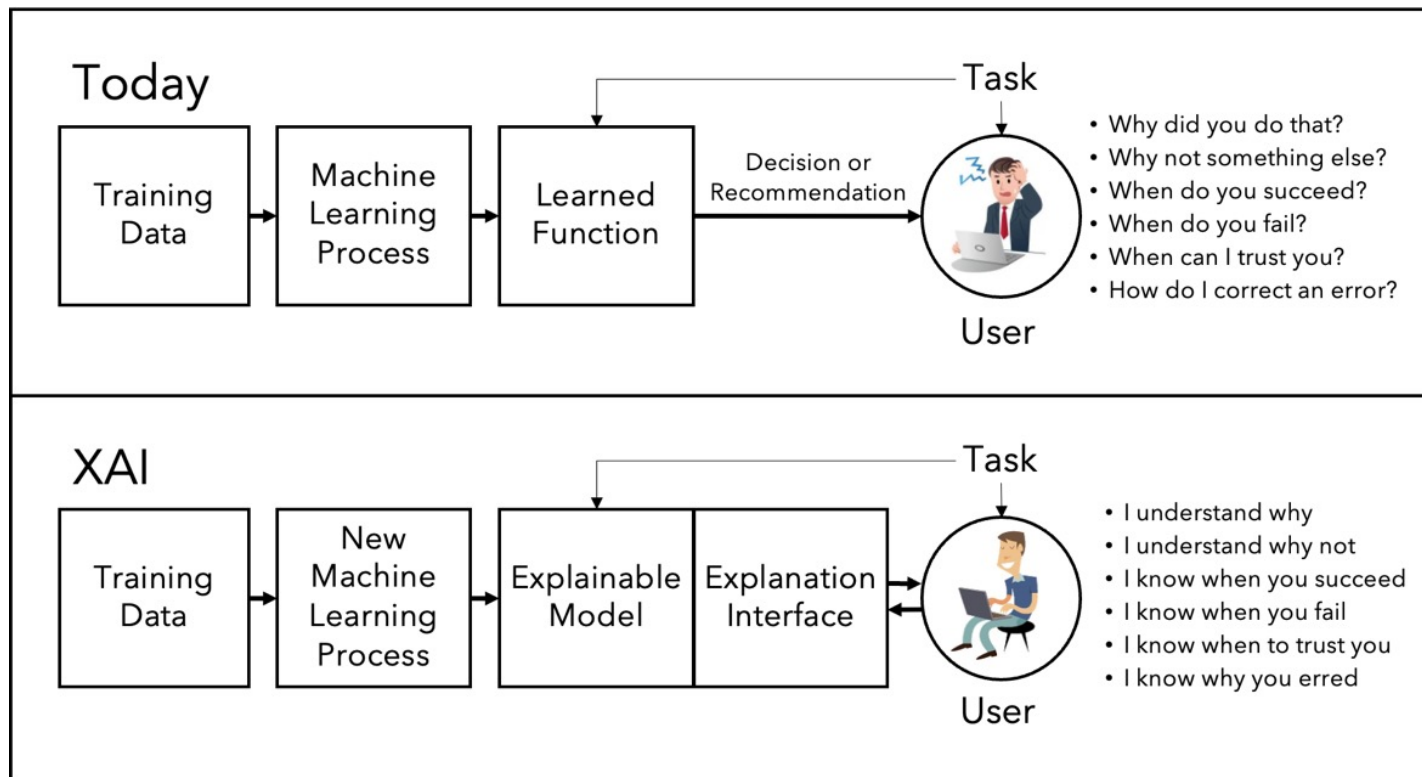 Today
Task
Training
Data
Machine
Learning
Process
Learned
Function
Decision or
Recommendation
User
• Why did you do that?
• Why not something else?
• When do you succeed?
• When do you fail?
• When can I trust you?
• How do I correct an error?
XAI
Task
Training
Data
New
Machine
Learning
Process
Explainable
Model
Explanation
Interface
User
• I understand why
• I understand why not
• I know when you succeed
• I know when you fail
• I know when to trust you
• I know why you erred